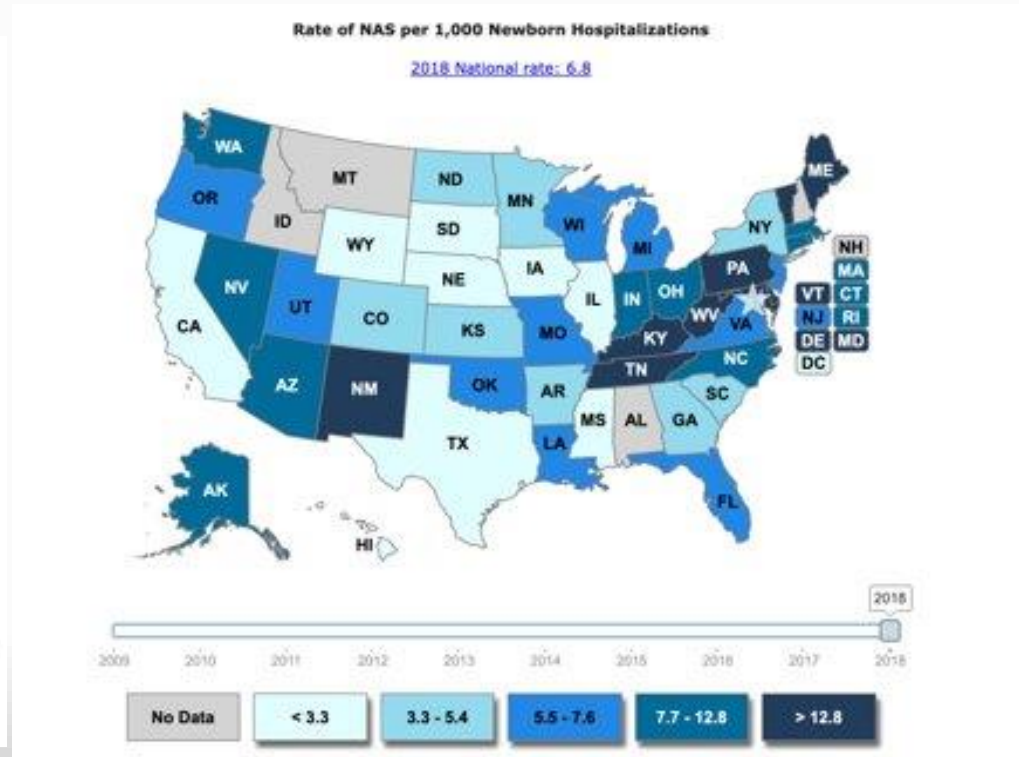 Rate of NAS per 1,000 Newborn Hospitalizations
2018 National rate: 6.8
WA
ME
MT
ND
OR
MN
ID
SD
WI
NY
WY
MI
NH
IA
PA
MA
NE
NV
IL
IN
OH
VT
CT
UT
WV
NJ
RI
CA
CO
KS
MO
VA
KY
DE
MD
NC
DC
TN
AZ
NM
OK
AR
SC
MS
AL
GA
TX
LA
AK
FL
HI
2018
2009 2010 2011 2012 2013 2014 2015 2016 2017 2018
No Data < 3.3 3.3 - 5.4 5.5 - 7.6 7.7 - 12.8 > 12.8